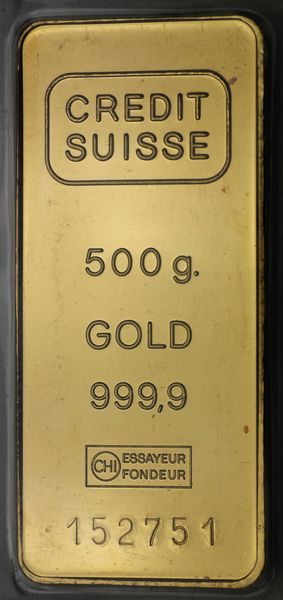 CREDIT
SUISSE
500 g.
GOLD
999,9
CHI ESSAYEUR
FONDEUR
152751